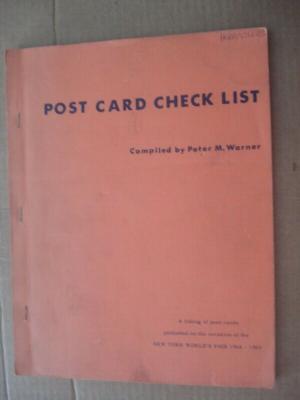 POST CARD CHECK LIST
Compiled by Peter M. Warner
A listing of post cards
published on the occasion of the
NEW YORK WORLD'S FAIR 1964 - 1965